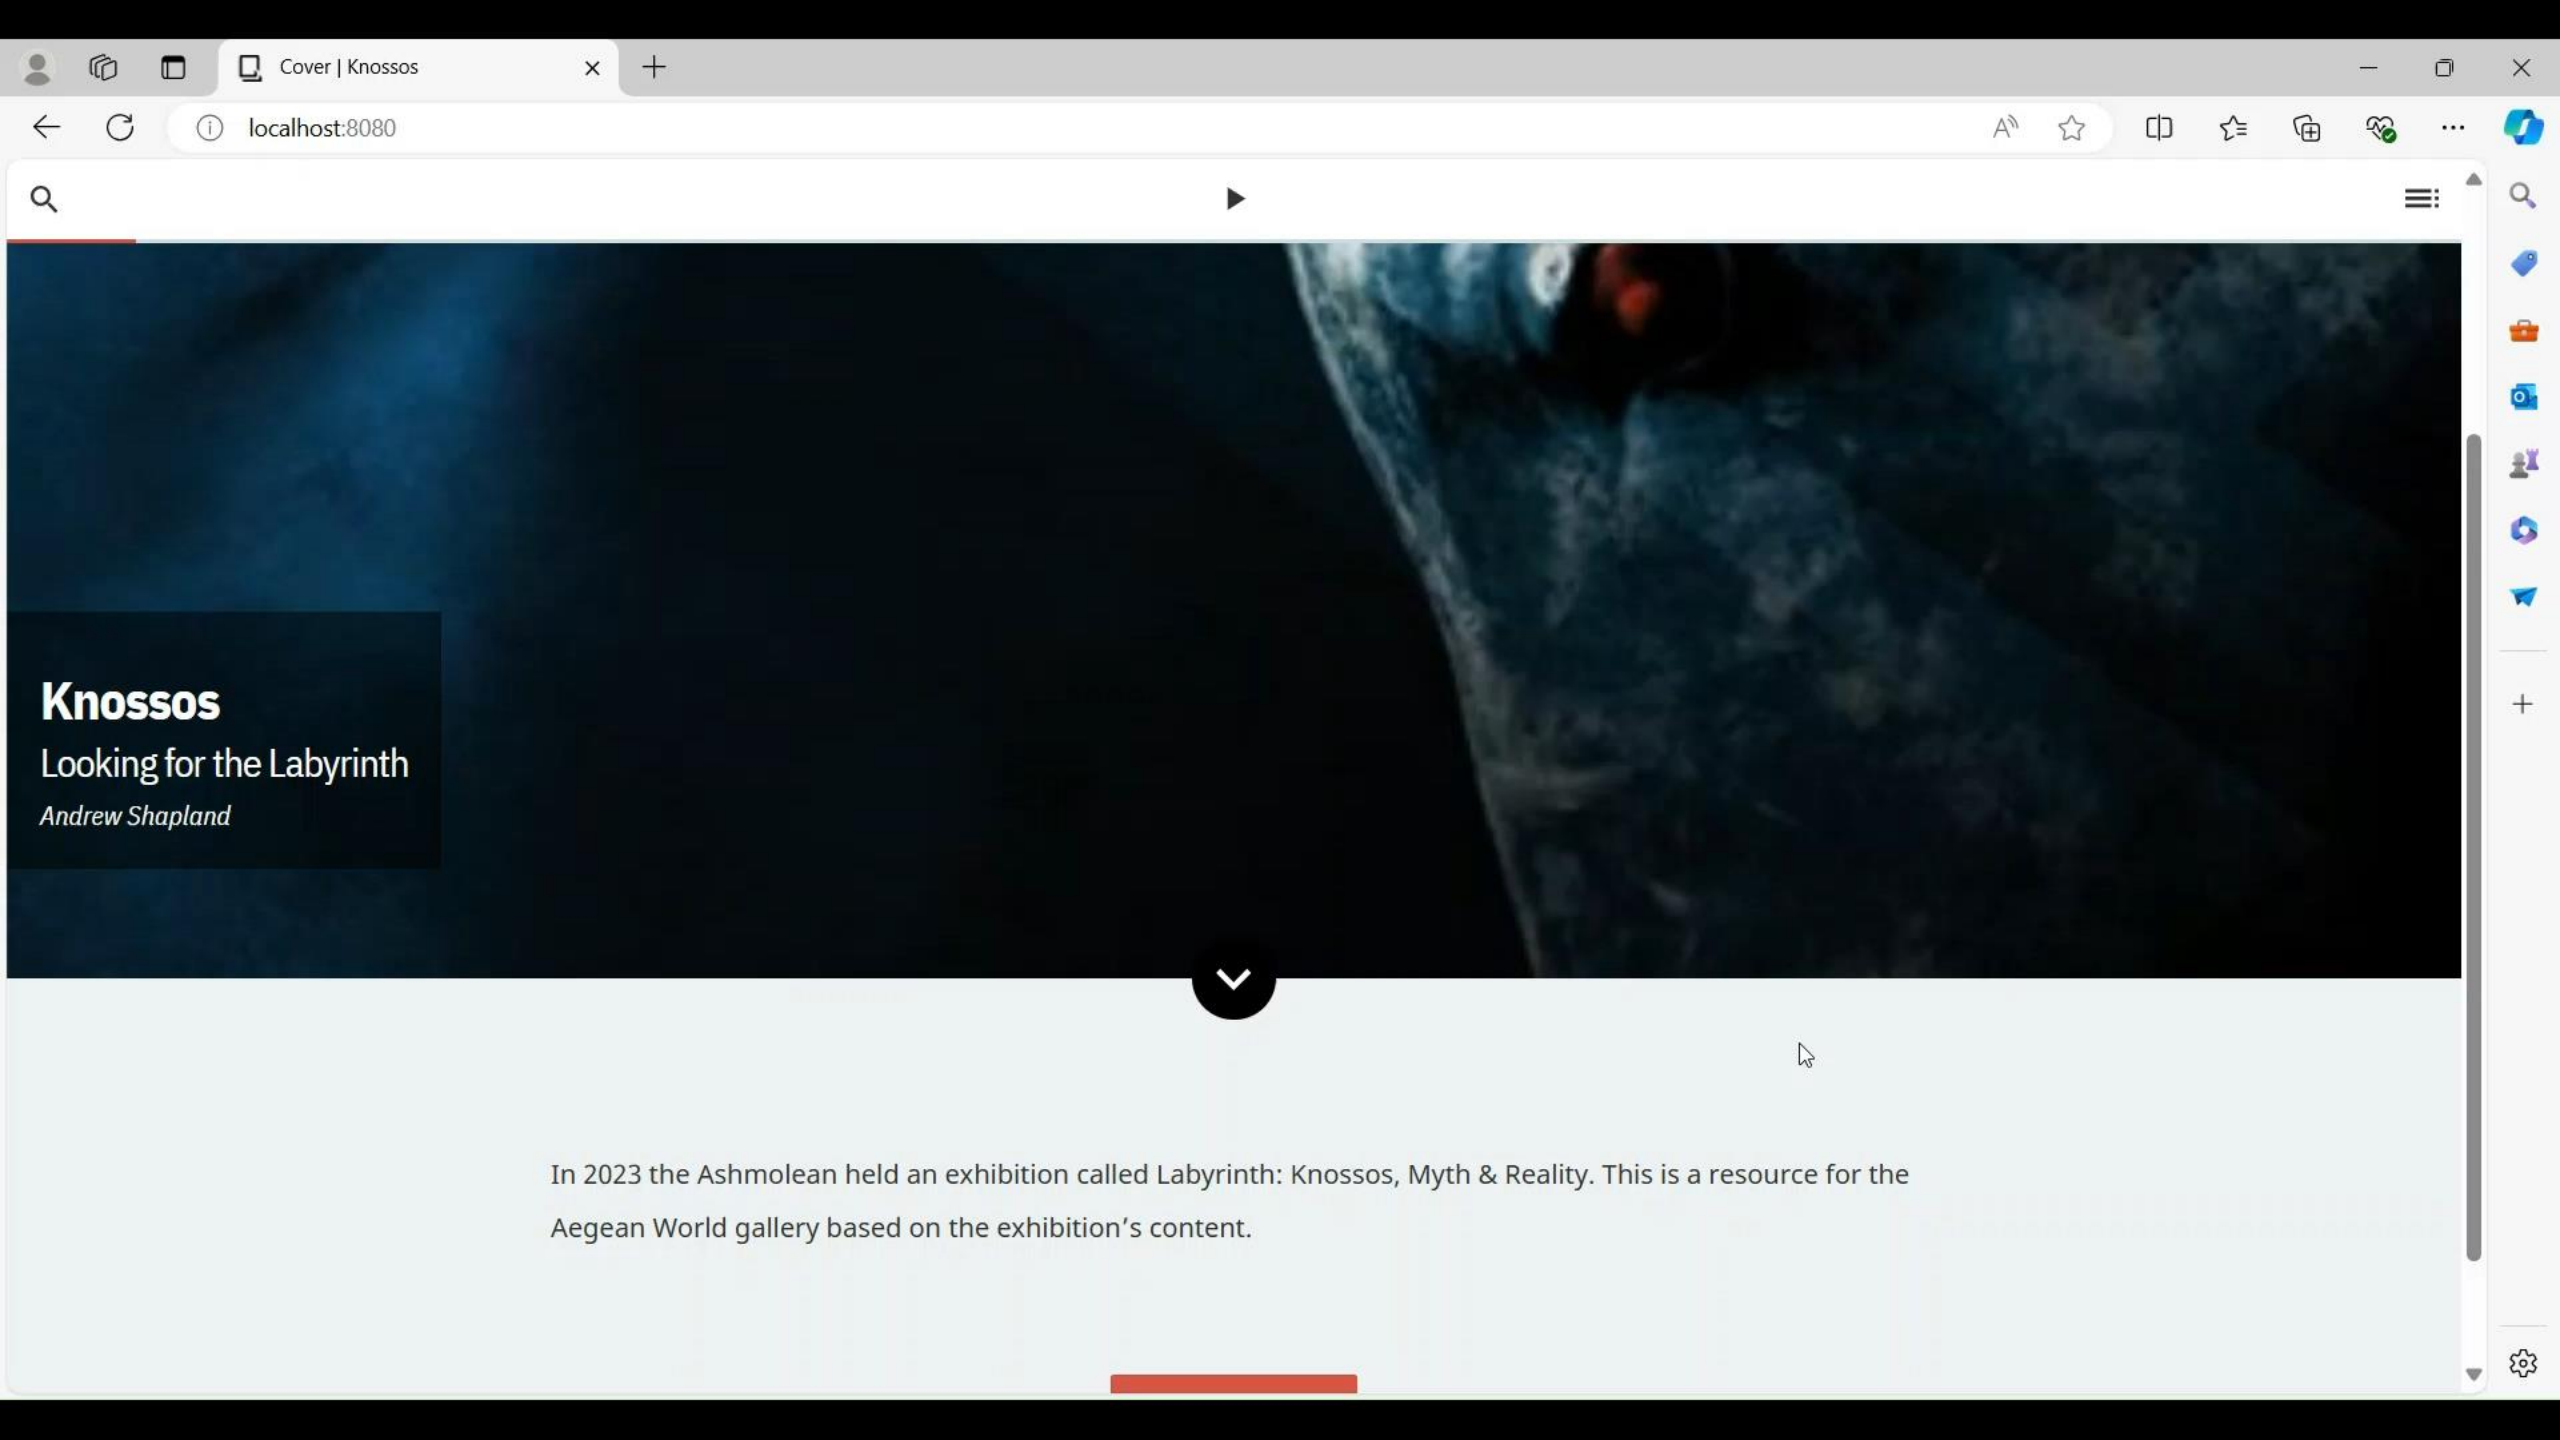 Cover | Knossos
localhost:8080
Knossos
Looking for the Labyrinth
Andrew Shapland
In 2023 the Ashmolean held an exhibition called Labyrinth: Knossos, Myth & Reality. This is a resource for the
Aegean World gallery based on the exhibition’s content.